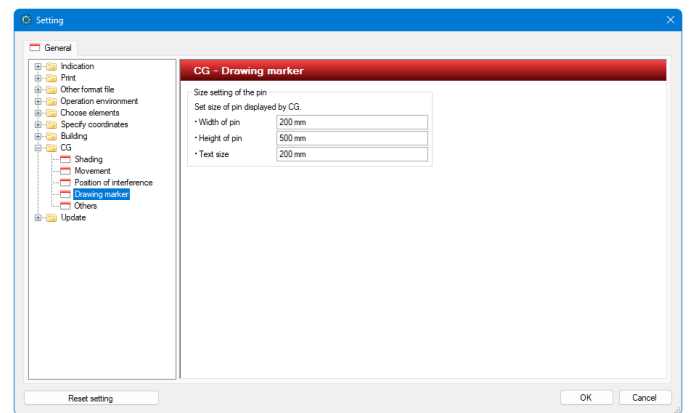 Setting
General
Indication
Print
Other format file
Operation environment
Choose elements
Specify coordinates
Building
CG
Shading
Movement
Position of interference
Drawing marker
Others
Update
CG - Drawing marker
Size setting of the pin
Set size of pin displayed by CG.
・Width of pin 200 mm
・Height of pin 500 mm
・Text size 200 mm
Reset setting
OK Cancel